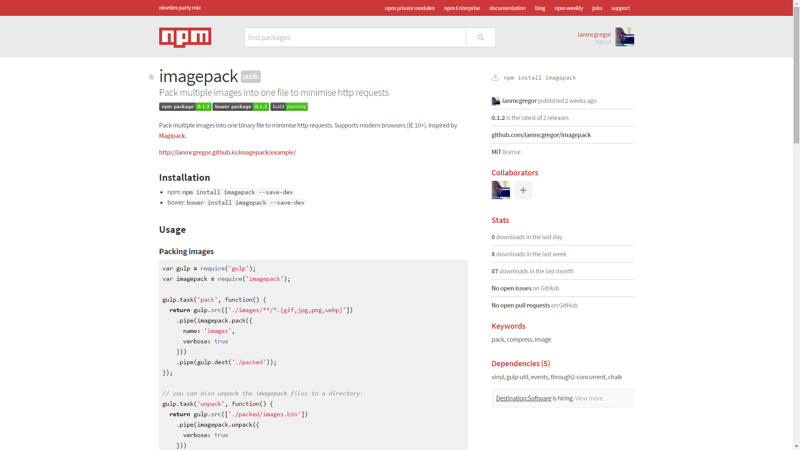 nineties party mix
npm private modules npm Enterprise documentation blog npm weekly jobs support
npm
find packages
ianmcgregor
log out
imagepack public
Pack multiple images into one file to minimise http requests
npm package 0.1.2 bower package 0.1.2 build passing
Pack multiple images into one binary file to minimise http requests. Supports modern browsers (IE 10+). Inspired by
Magipack.
http://ianmcgregor.github.io/imagepack/example/
Installation
• npm: npm install imagepack --save-dev
• bower: bower install imagepack --save-dev
Usage
Packing images
var gulp = require('gulp');
var imagepack = require('imagepack');
gulp.task('pack', function() {
return gulp.src(['./images/**/*.{gif,jpg,png,webp}'])
.pipe(imagepack.pack({
name: 'images',
verbose: true
}))
.pipe(gulp.dest('./packed'));
});
// you can also unpack the imagepack files to a directory:
gulp.task('unpack', function() {
return gulp.src(['./packed/images.bin'])
.pipe(imagepack.unpack({
verbose: true
}))
npm install imagepack
ianmcgregor published 2 weeks ago
0.1.2 is the latest of 2 releases
github.com/ianmcgregor/imagepack
MIT license
Collaborators
+
Stats
0 downloads in the last day
8 downloads in the last week
87 downloads in the last month
No open issues on GitHub
No open pull requests on GitHub
Keywords
pack, compress, image
Dependencies (5)
vinyl, gulp-util, events, through2-concurrent, chalk
Destination:Software is hiring. View more…